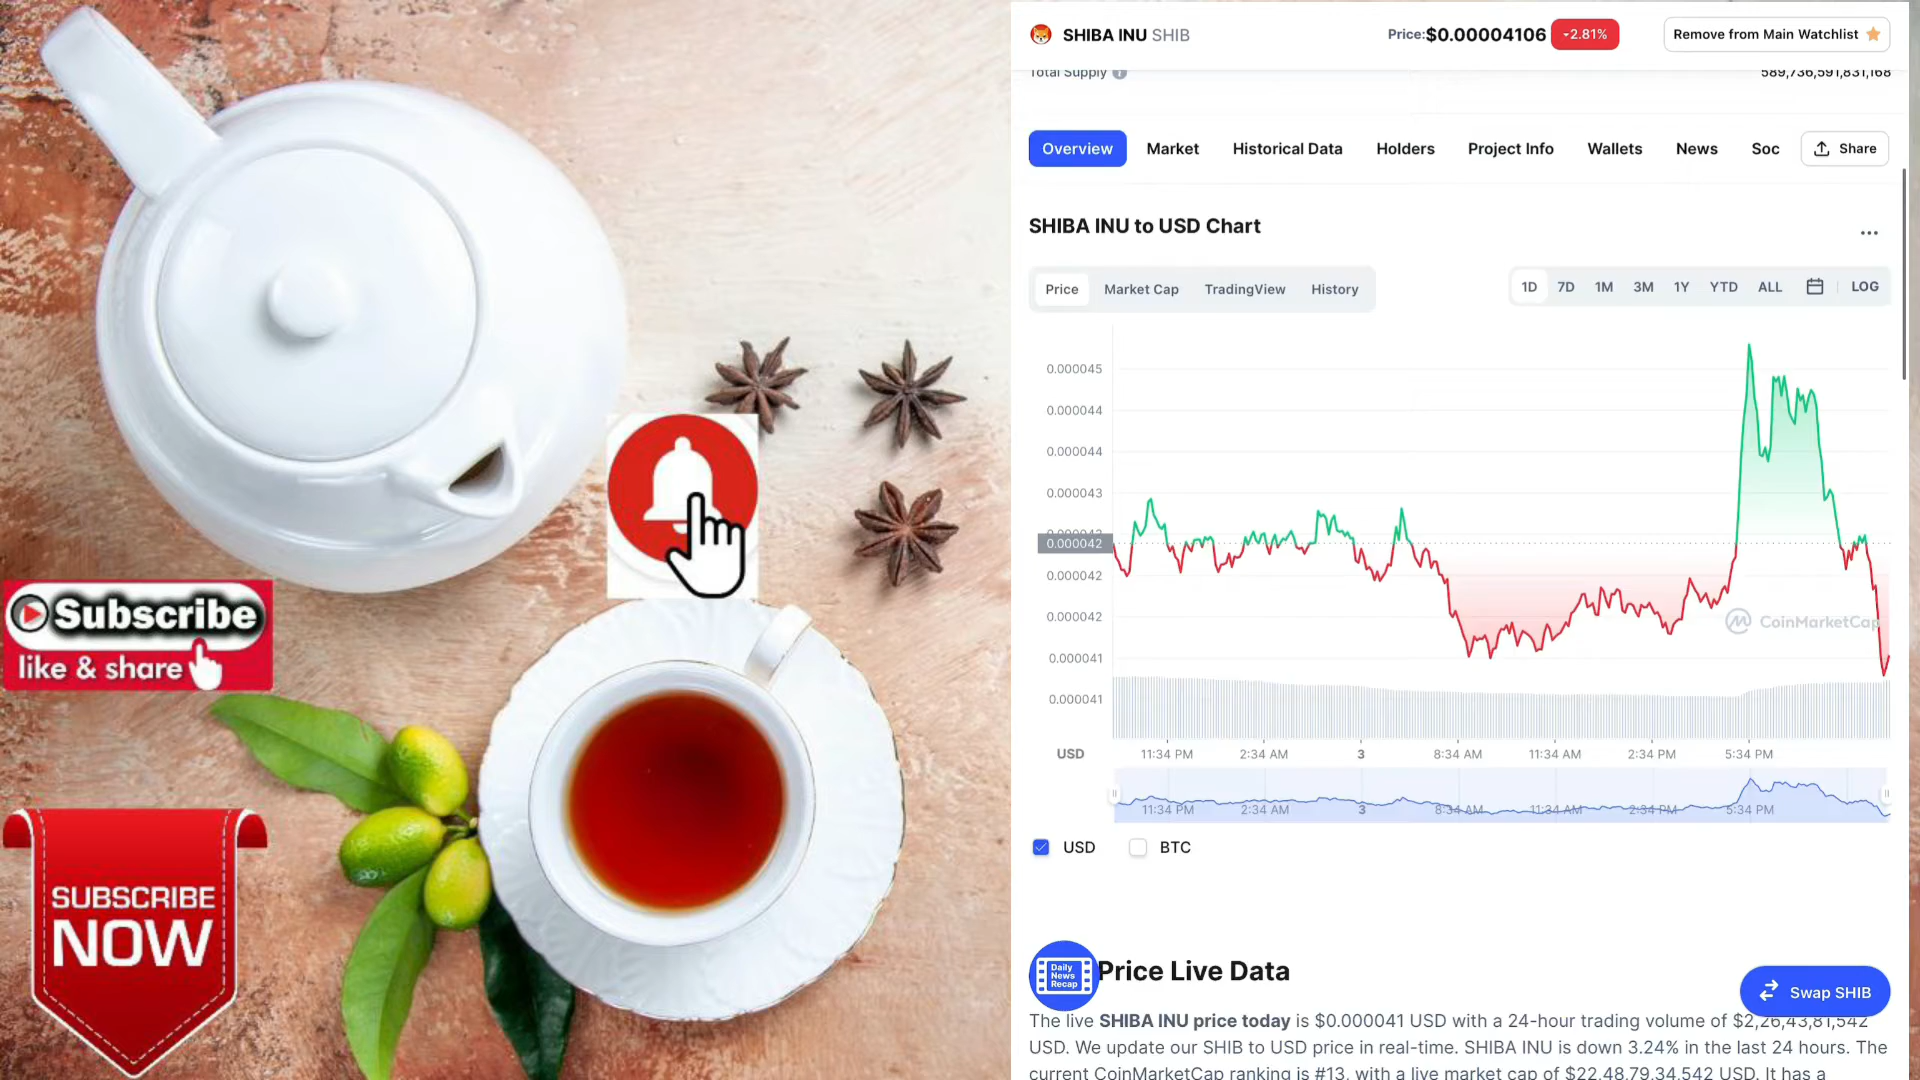 SHIBA INU SHIB
Price:$0.00004106
2.81%
Remove from Main Watchlist
Total Supply
589,736,591,831,168
Overview
Market
Historical Data
Holders
Project Info
Wallets
News
Soc
Share
SHIBA INU to USD Chart
Price
Market Cap
TradingView
History
1D
7D
1M
3M
1Y
YTD
ALL
LOG
0.000045
0.000044
0.000044
0.000043
0.000042
0.000042
0.000042
0.000042
0.000041
0.000041
CoinMarketCap
USD
11:34 PM
2:34 AM
3
8:34 AM
11:34 AM
2:34 PM
5:34 PM
11:34 PM
2:34 AM
3
8:34 AM
11:34 AM
2:34 PM
5:34 PM
USD
BTC
Daily
News
Recap
Price Live Data
Swap SHIB
The live SHIBA INU price today is $0.000041 USD with a 24-hour trading volume of $2,26,43,81,542
USD. We update our SHIB to USD price in real-time. SHIBA INU is down 3.24% in the last 24 hours. The
current CoinMarketCap ranking is #13, with a live market cap of $22,48,79,34,542 USD. It has a
Subscribe
like & share
SUBSCRIBE
NOW